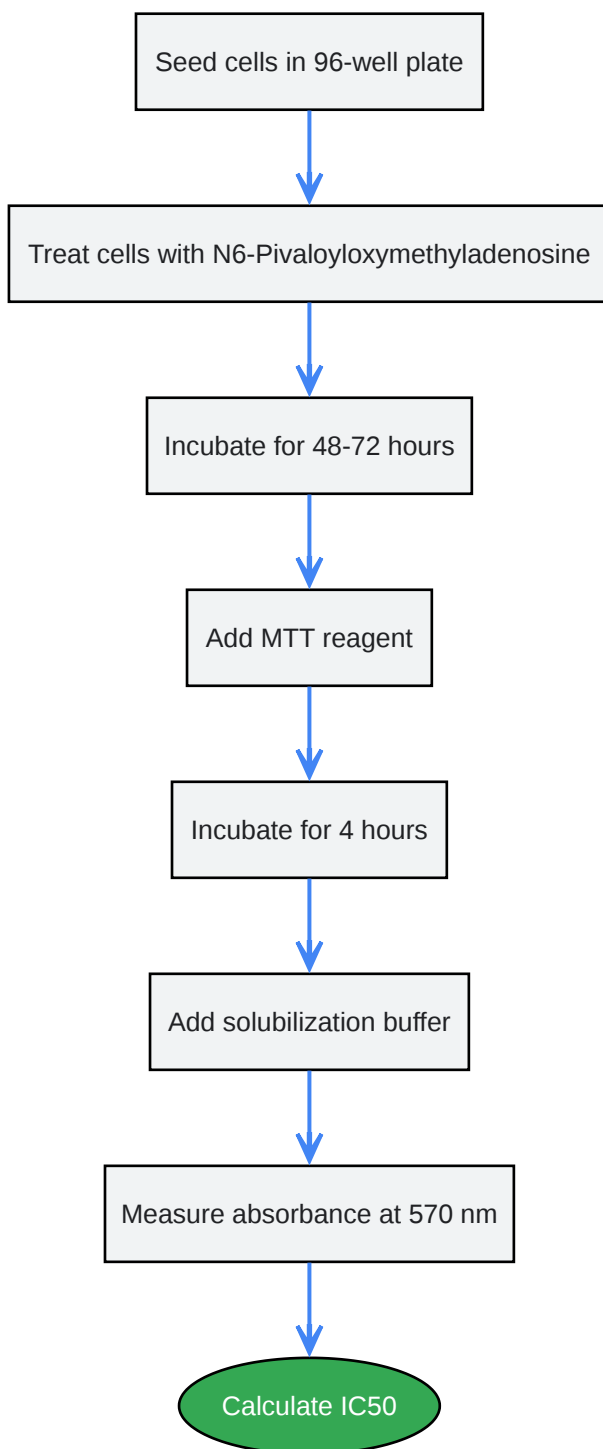 Seed cells in 96-well plate
Treat cells with N6-Pivaloyloxymethyladenosine
Incubate for 48-72 hours
Add MTT reagent
Incubate for 4 hours
Add solubilization buffer
Measure absorbance at 570 nm
Calculate IC50